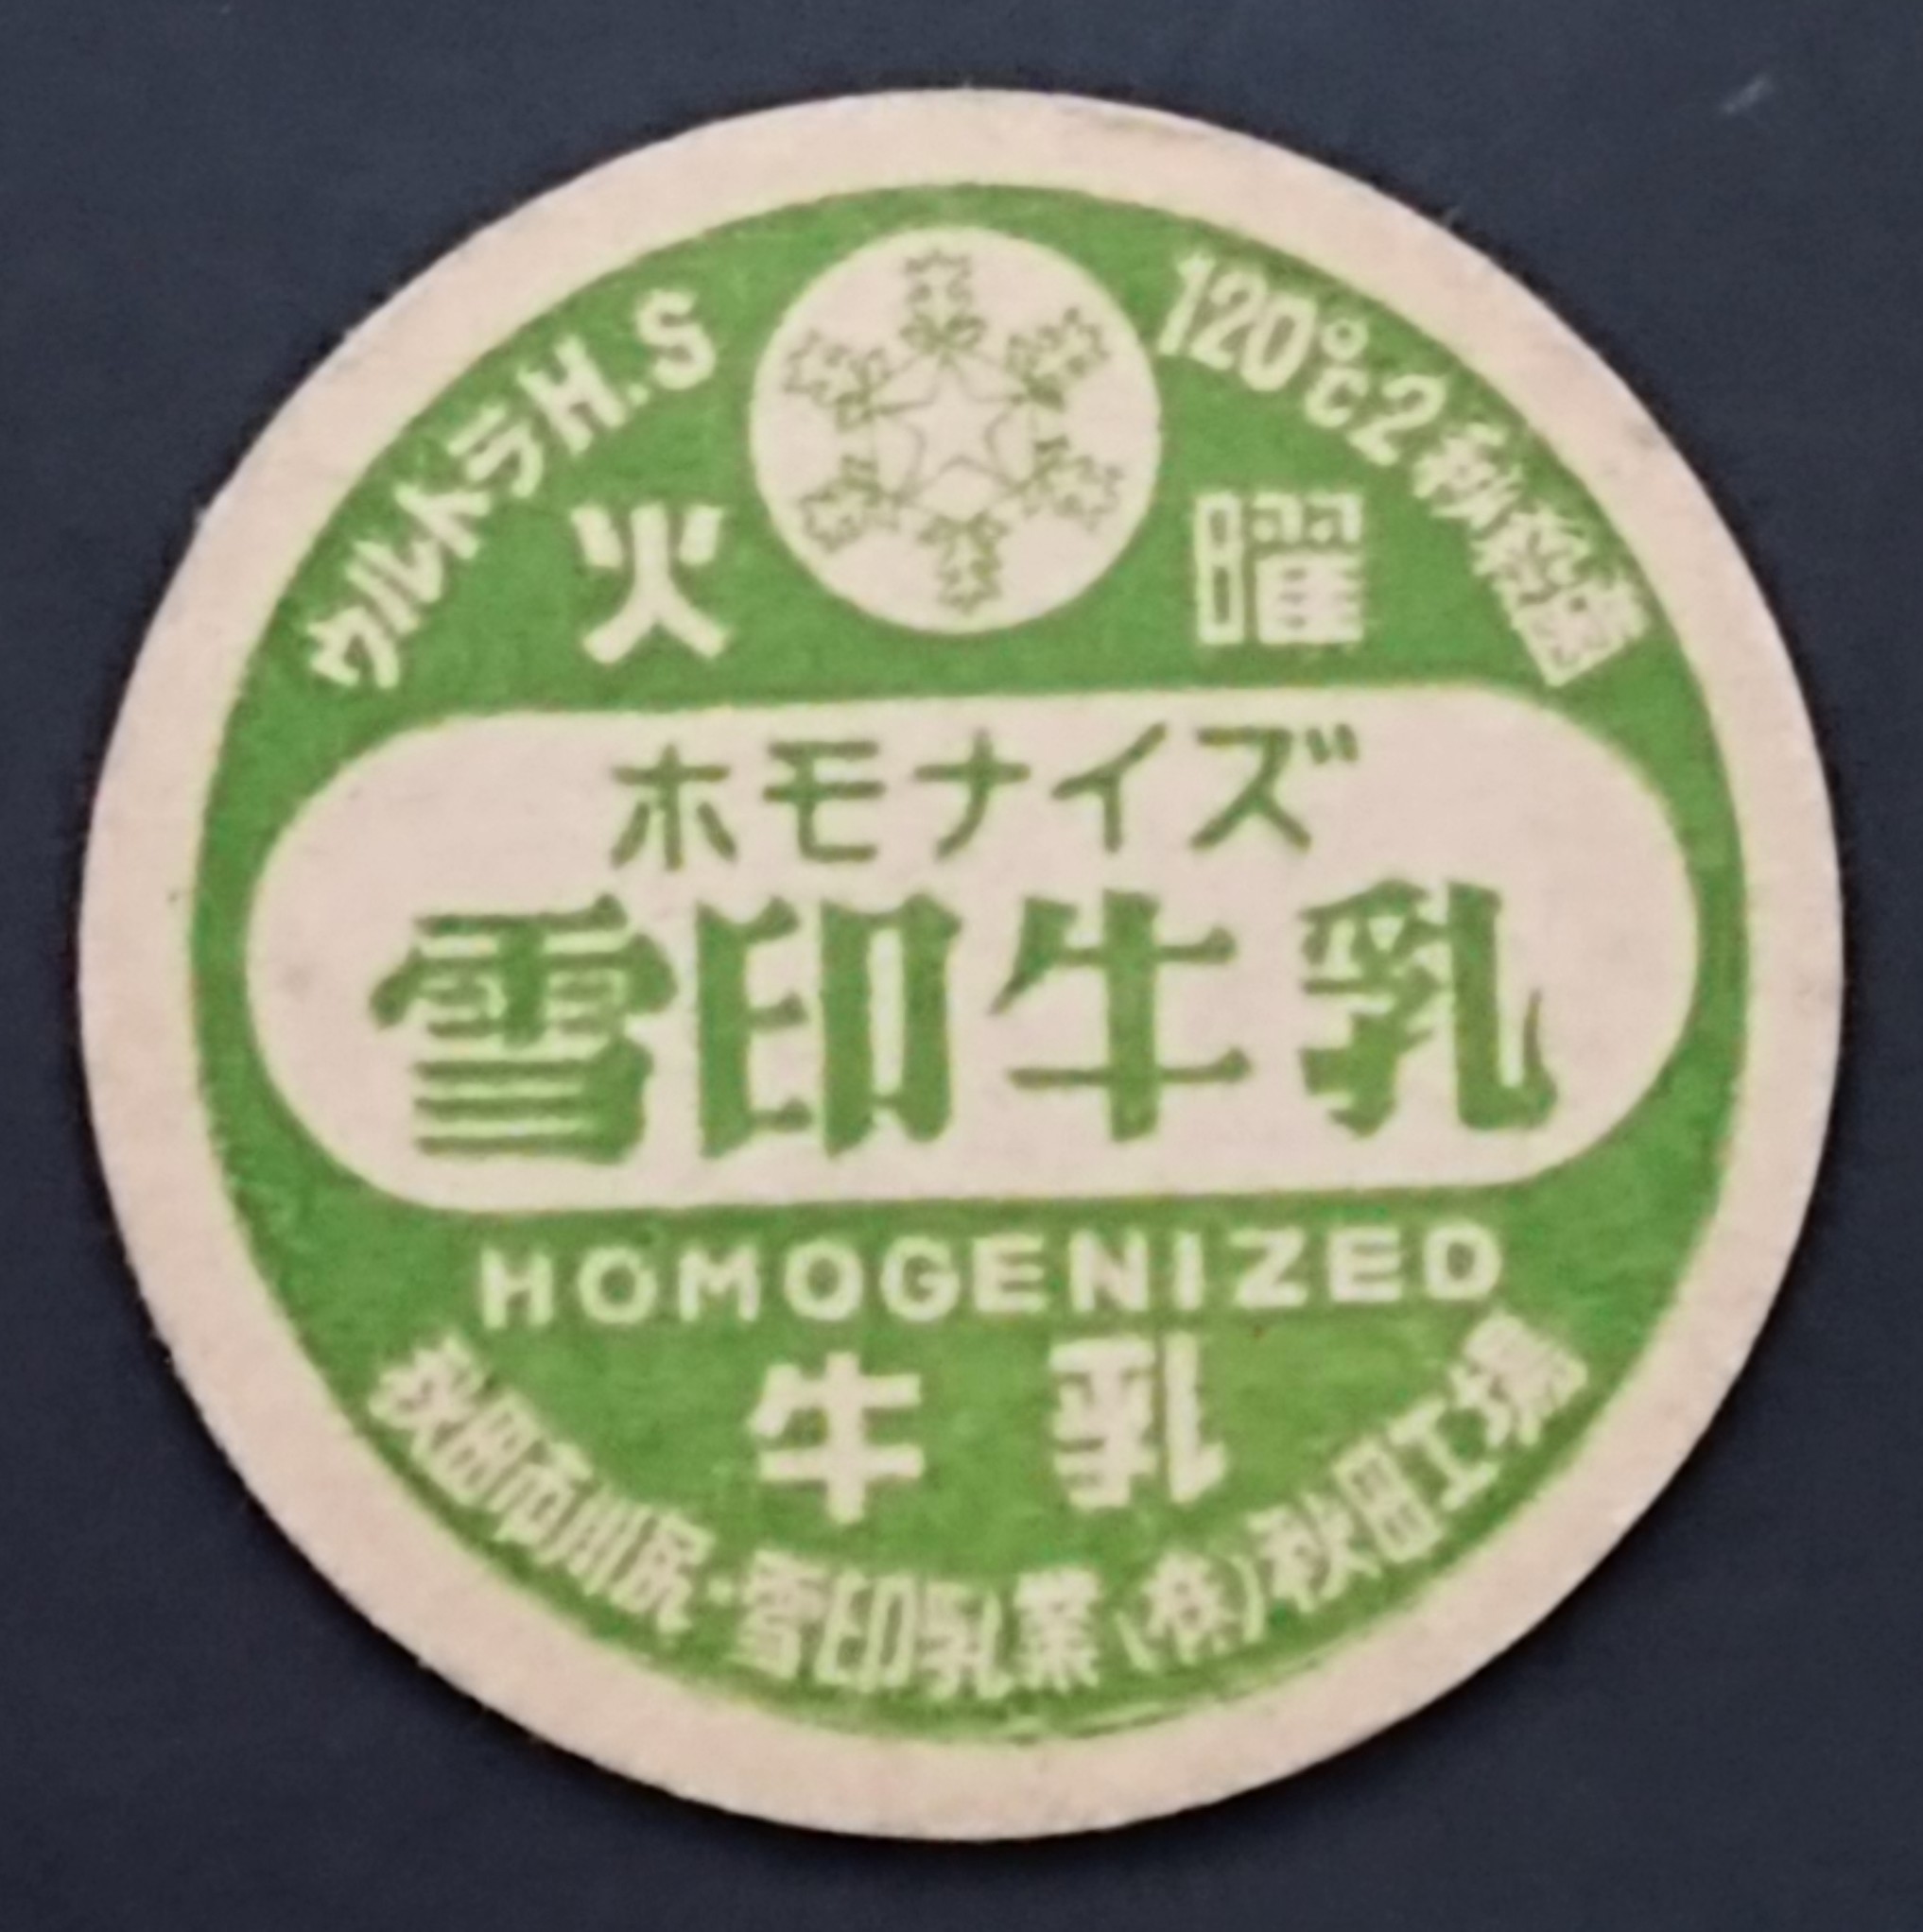 ウルトラH.S
120℃2秒殺菌
火曜
ホモナイズ
雪印牛乳
HOMOGENIZED
牛乳
秋田市川尻・雪印乳業(株)秋田工場